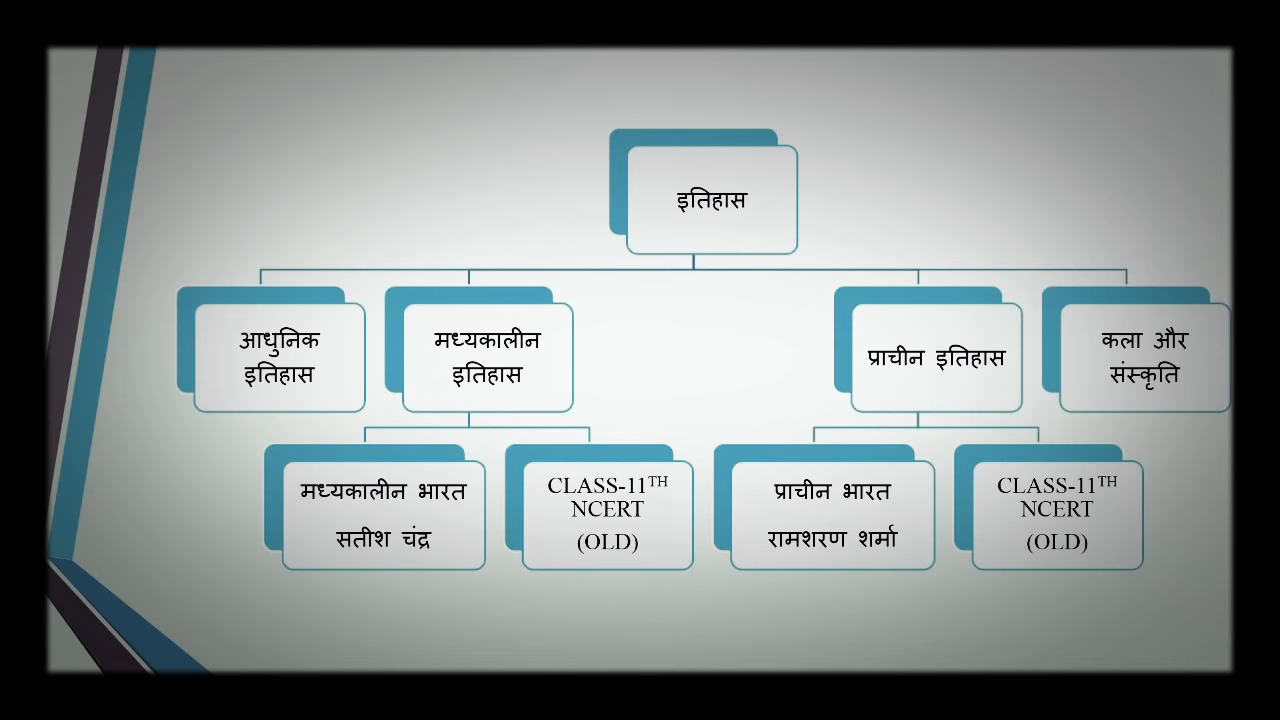 इतिहास
आधुनिक
इतिहास
मध्यकालीन
इतिहास
प्राचीन इतिहास
कला और
संस्कृति
मध्यकालीन भारत
सतीश चंद्र
CLASS-11TH
NCERT
(OLD)
प्राचीन भारत
रामशरण शर्मा
CLASS-11TH
NCERT
(OLD)